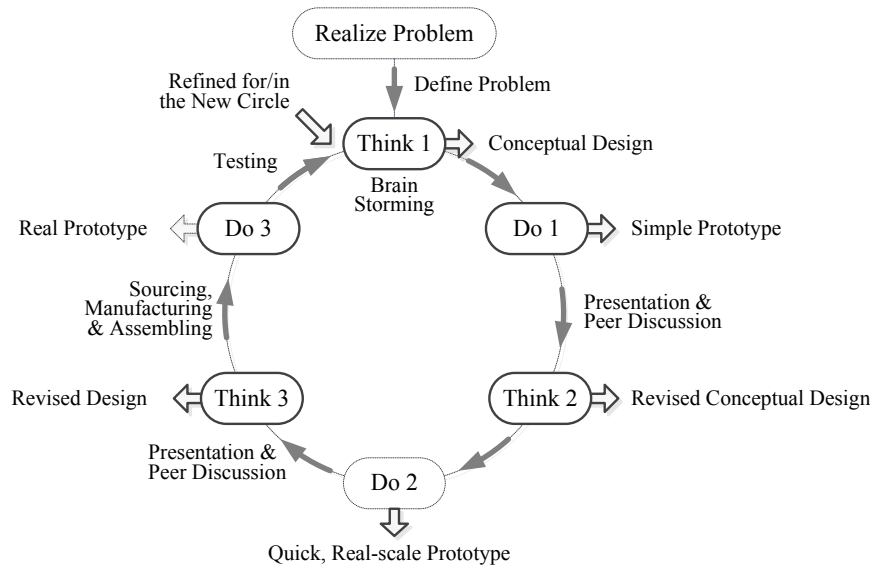 Realize Problem
Define Problem
Refined for/in
the New Circle
Think 1
Conceptual Design
Brain
Storming
Testing
Do 3
Real Prototype
Do 1
Simple Prototype
Sourcing,
Manufacturing
& Assembling
Presentation &
Peer Discussion
Revised Design
Think 3
Think 2
Revised Conceptual Design
Presentation &
Peer Discussion
Do 2
Quick, Real-scale Prototype